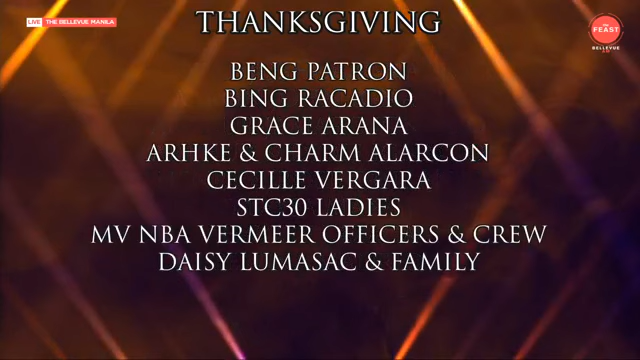 LIVE THE BELLEVUE MANILA
THANKSGIVING
FEAST
BELLEVUE
BENG PATRON
BING RACADIO
GRACE ARANA
ARHKE & CHARM ALARCON
CECILLE VERGARA
STC30 LADIES
MV NBA VERMEER OFFICERS & CREW
DAISY LUMASAC & FAMILY